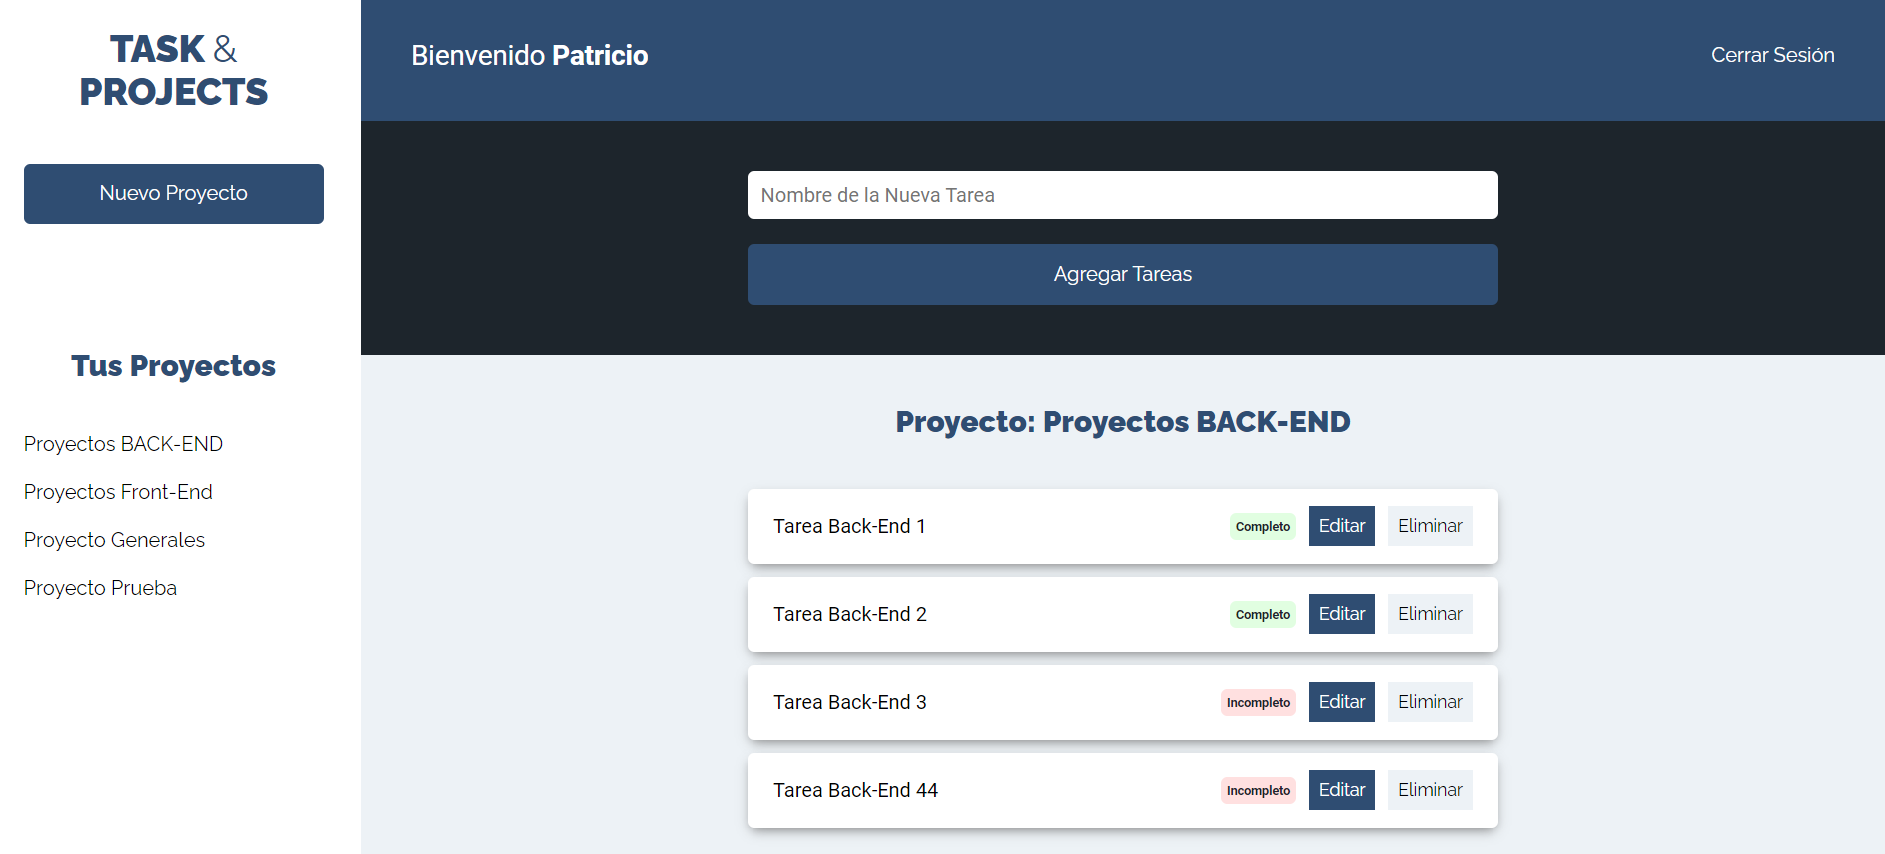 TASK &
PROJECTS
Nuevo Proyecto
Tus Proyectos
Proyectos BACK-END
Proyectos Front-End
Proyecto Generales
Proyecto Prueba
Bienvenido Patricio
Cerrar Sesión
Nombre de la Nueva Tarea
Agregar Tareas
Proyecto: Proyectos BACK-END
Tarea Back-End 1 Completo Editar Eliminar
Tarea Back-End 2 Completo Editar Eliminar
Tarea Back-End 3 Incompleto Editar Eliminar
Tarea Back-End 44 Incompleto Editar Eliminar